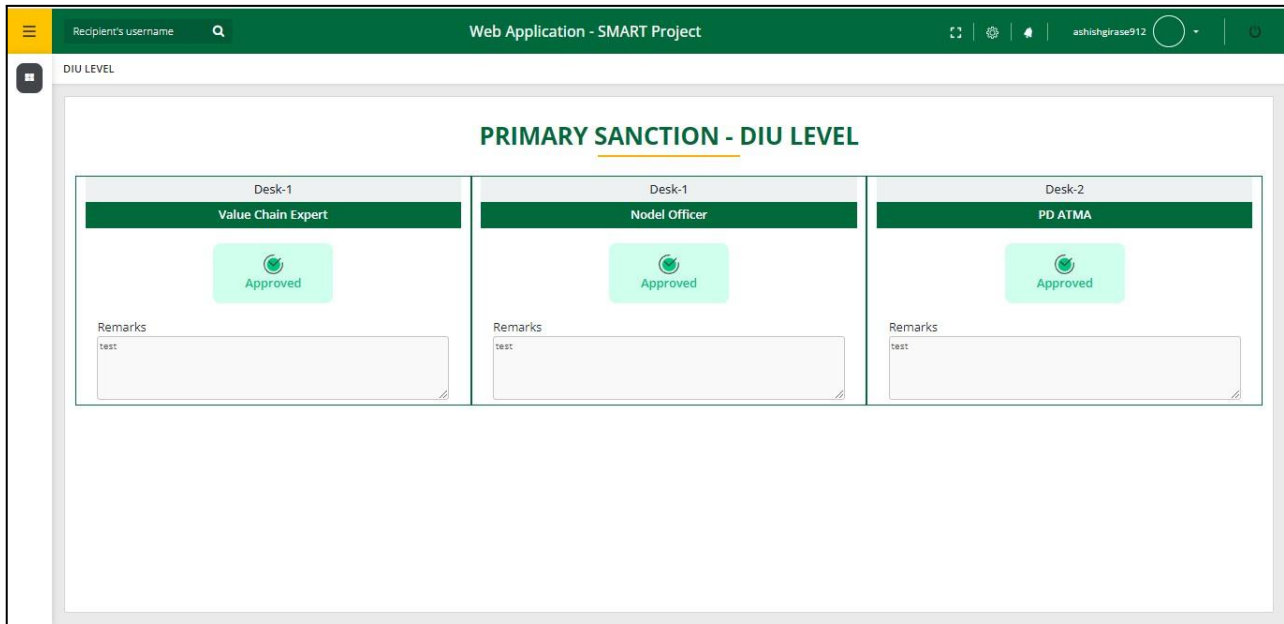 Recipient's username
Web Application - SMART Project
ashishgirase912
DIU LEVEL
PRIMARY SANCTION - DIU LEVEL
Desk-1
Value Chain Expert
Approved
Remarks
test
Desk-1
Nodel Officer
Approved
Remarks
test
Desk-2
PD ATMA
Approved
Remarks
test